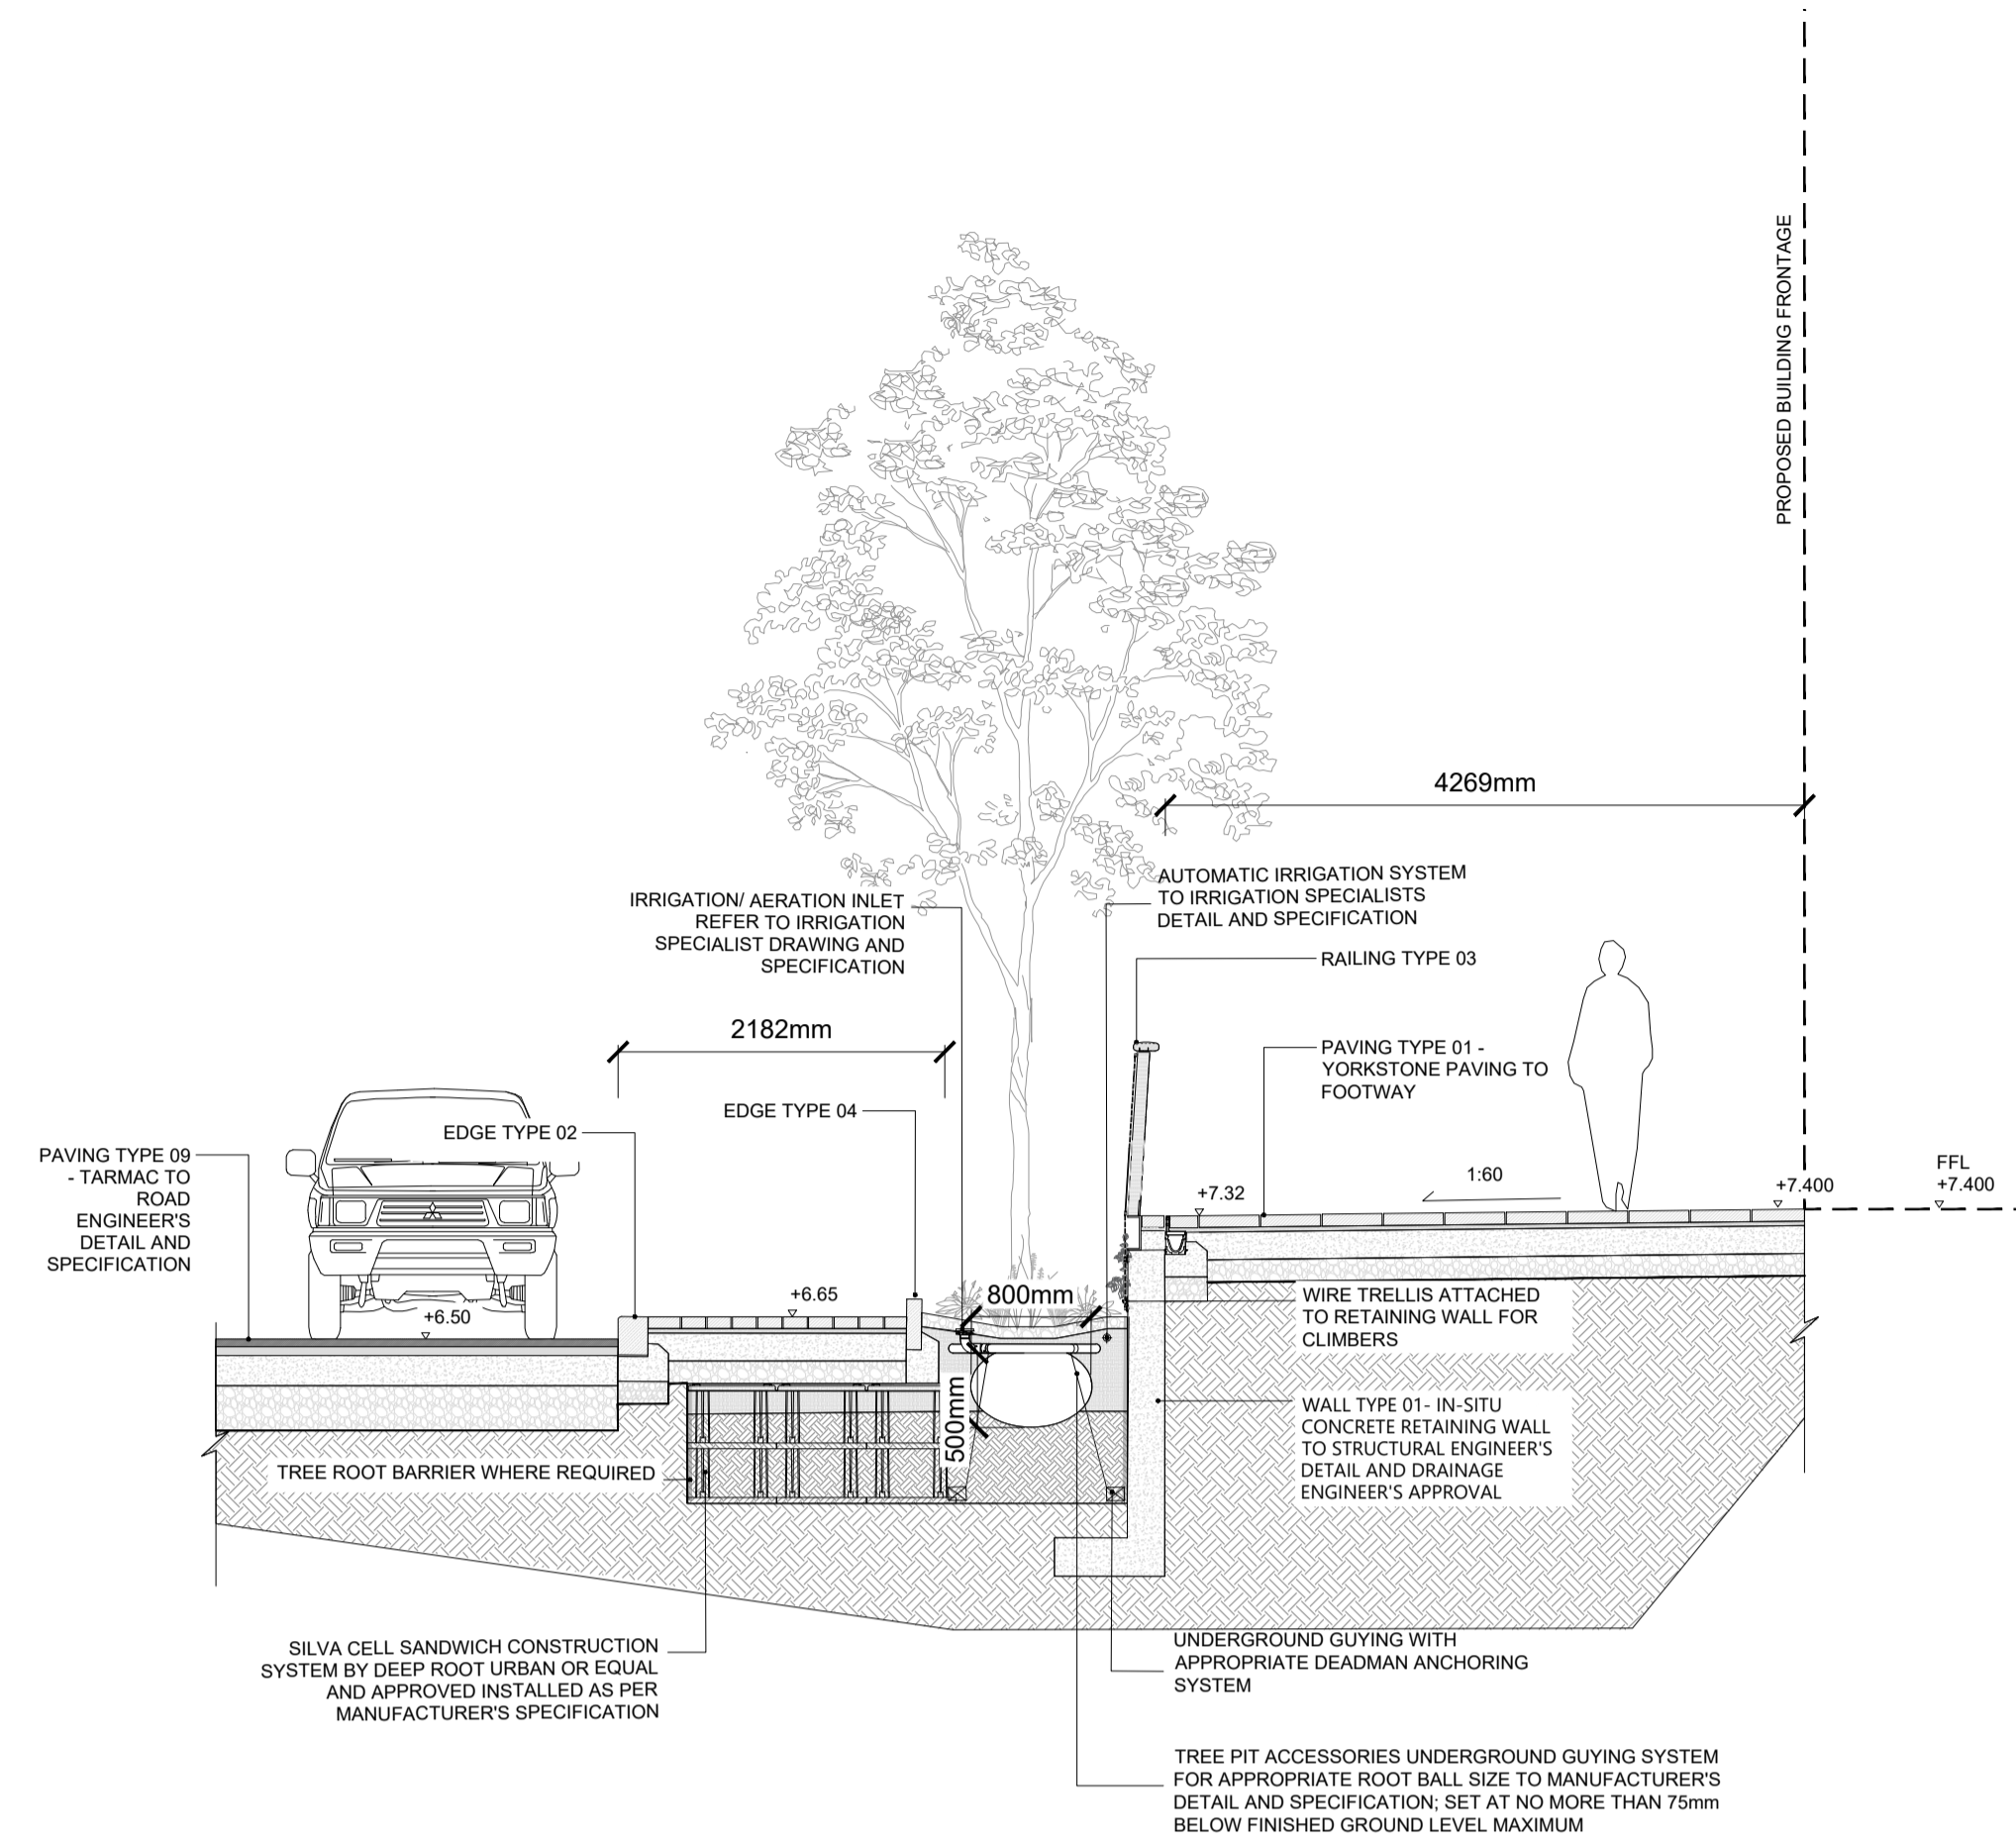 PROPOSED BUILDING FRONTAGE
4269mm
IRRIGATION/ AERATION INLET
REFER TO IRRIGATION
SPECIALIST DRAWING AND
SPECIFICATION
AUTOMATIC IRRIGATION SYSTEM
TO IRRIGATION SPECIALISTS
DETAIL AND SPECIFICATION
RAILING TYPE 03
2182mm
PAVING TYPE 01 -
YORKSTONE PAVING TO
FOOTWAY
EDGE TYPE 04
EDGE TYPE 02
PAVING TYPE 09
- TARMAC TO
ROAD
ENGINEER'S
DETAIL AND
SPECIFICATION
1:60
+7.32
+7.400
FFL
+7.400
+6.50
+6.65
800mm
500mm
WIRE TRELLIS ATTACHED
TO RETAINING WALL FOR
CLIMBERS
WALL TYPE 01- IN-SITU
CONCRETE RETAINING WALL
TO STRUCTURAL ENGINEER'S
DETAIL AND DRAINAGE
ENGINEER'S APPROVAL
TREE ROOT BARRIER WHERE REQUIRED
SILVA CELL SANDWICH CONSTRUCTION
SYSTEM BY DEEP ROOT URBAN OR EQUAL
AND APPROVED INSTALLED AS PER
MANUFACTURER'S SPECIFICATION
UNDERGROUND GUYING WITH
APPROPRIATE DEADMAN ANCHORING
SYSTEM
TREE PIT ACCESSORIES UNDERGROUND GUYING SYSTEM
FOR APPROPRIATE ROOT BALL SIZE TO MANUFACTURER'S
DETAIL AND SPECIFICATION; SET AT NO MORE THAN 75mm
BELOW FINISHED GROUND LEVEL MAXIMUM